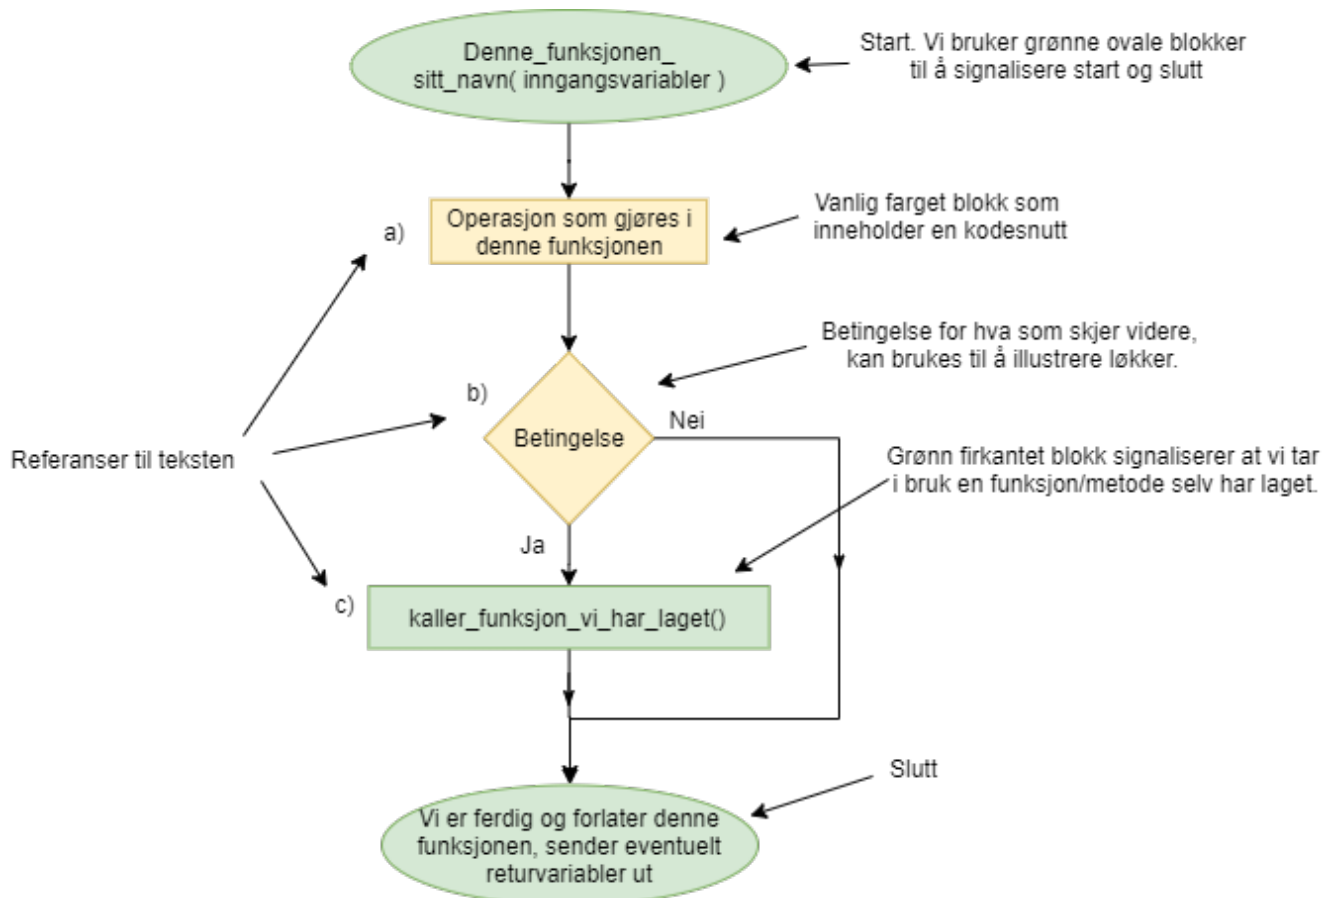 Denne_funksjonen_
sitt_navn( inngangsvariabler )
Start. Vi bruker grønne ovale blokker
til å signalisere start og slutt
a)
Operasjon som gjøres i
denne funksjonen
Vanlig farget blokk som
inneholder en kodesnutt
Betingelse for hva som skjer videre,
kan brukes til å illustrere løkker.
b)
Betingelse
Nei
Referanser til teksten
Grønn firkantet blokk signaliserer at vi tar
i bruk en funksjon/metode selv har laget.
Ja
c)
kaller_funksjon_vi_har_laget()
Slutt
Vi er ferdig og forlater denne
funksjonen, sender eventuelt
returvariabler ut